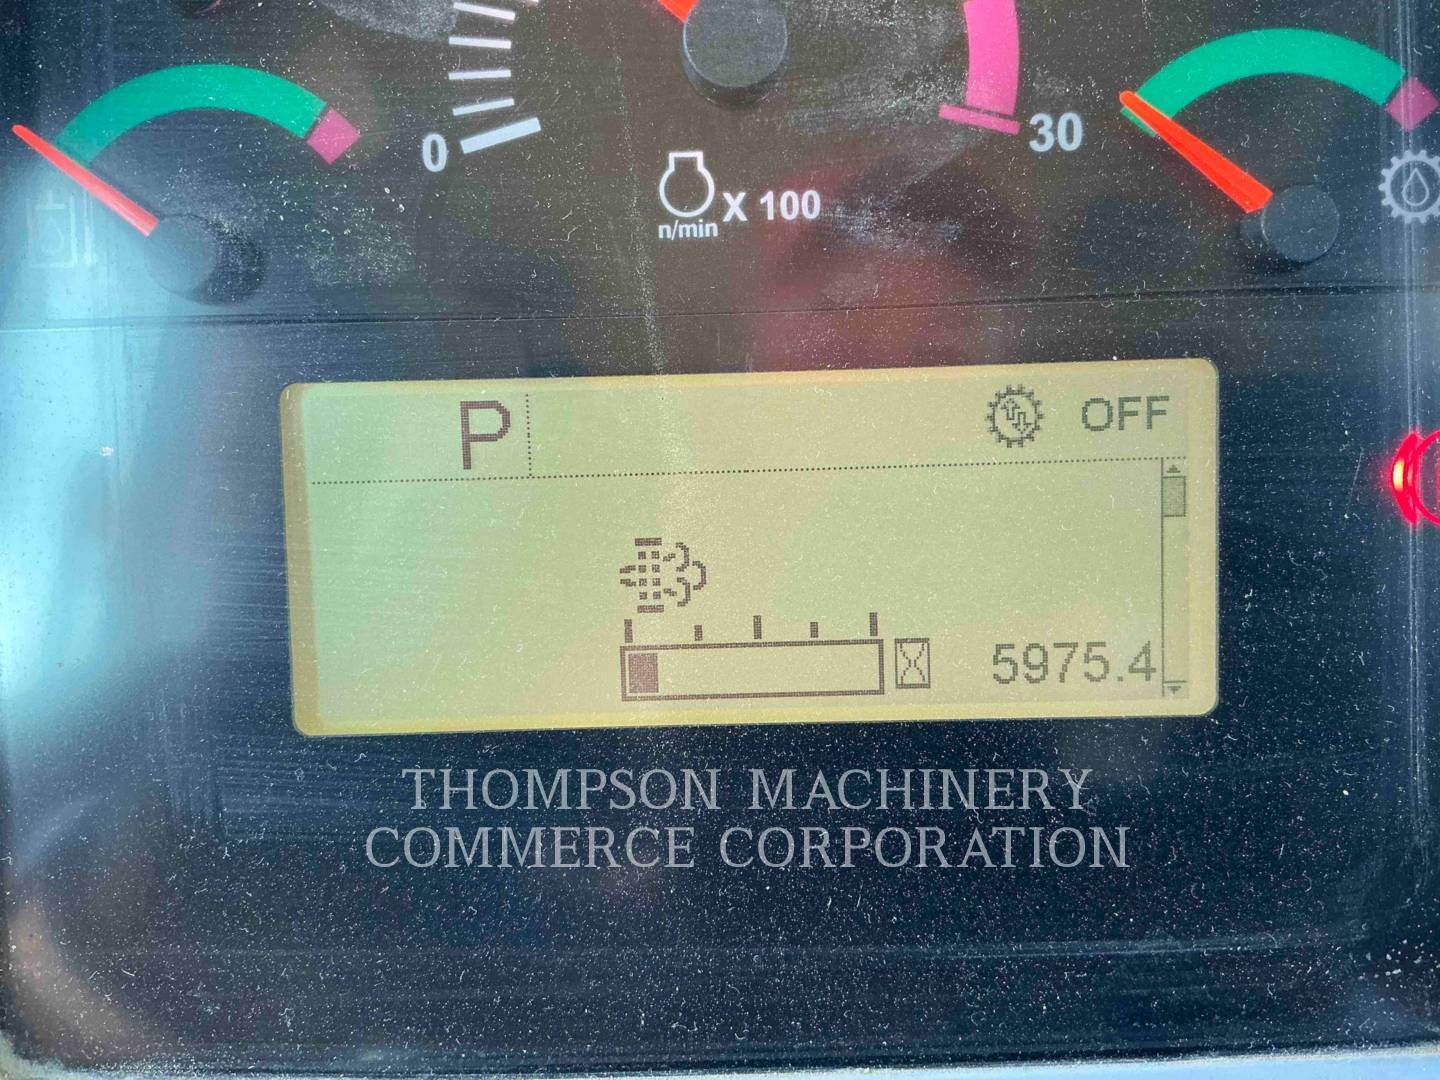 0
30
X 100
n/min
P
OFF
5975.4
THOMPSON MACHINERY
COMMERCE CORPORATION